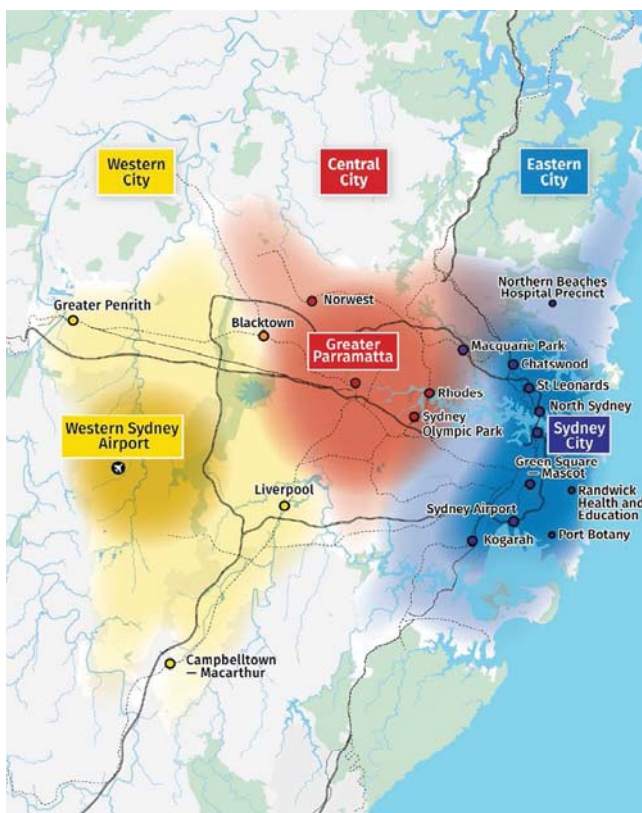 Western
City
Central
City
Eastern
City
Northern Beaches
Hospital Precinct
Greater Penrith
Norwest
Blacktown
Greater
Parramatta
Macquarie Park
Chatswood
St Leonards
Rhodes
North Sydney
Sydney
Olympic Park
Sydney
City
Western Sydney
Airport
Green Square
— Mascot
Liverpool
Randwick
Health and
Education
Sydney Airport
Port Botany
Kogarah
Campbelltown
— Macarthur